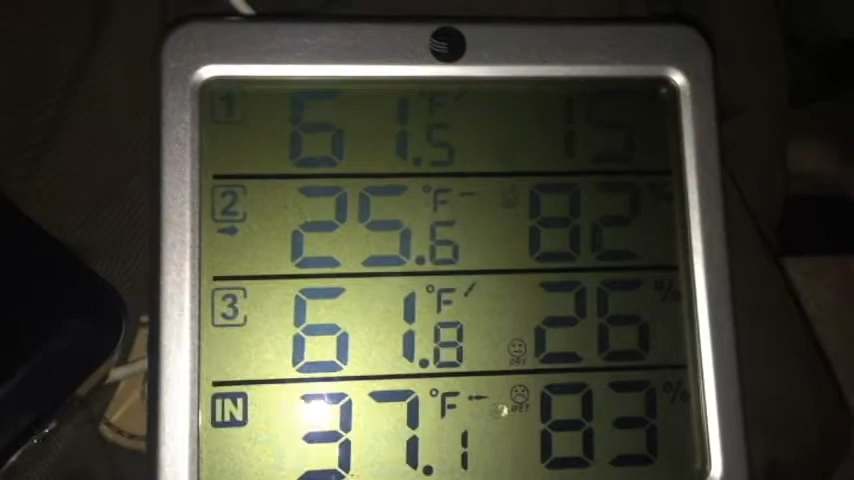 1 61.5 °F 15
2 25.6 °F 82 %
3 61.8 °F DRY 26 %
IN 37.1 °F WET 83 %